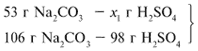 53 г Na₂CO₃ – x₁ г H₂SO₄
106 г Na₂CO₃ – 98 г H₂SO₄